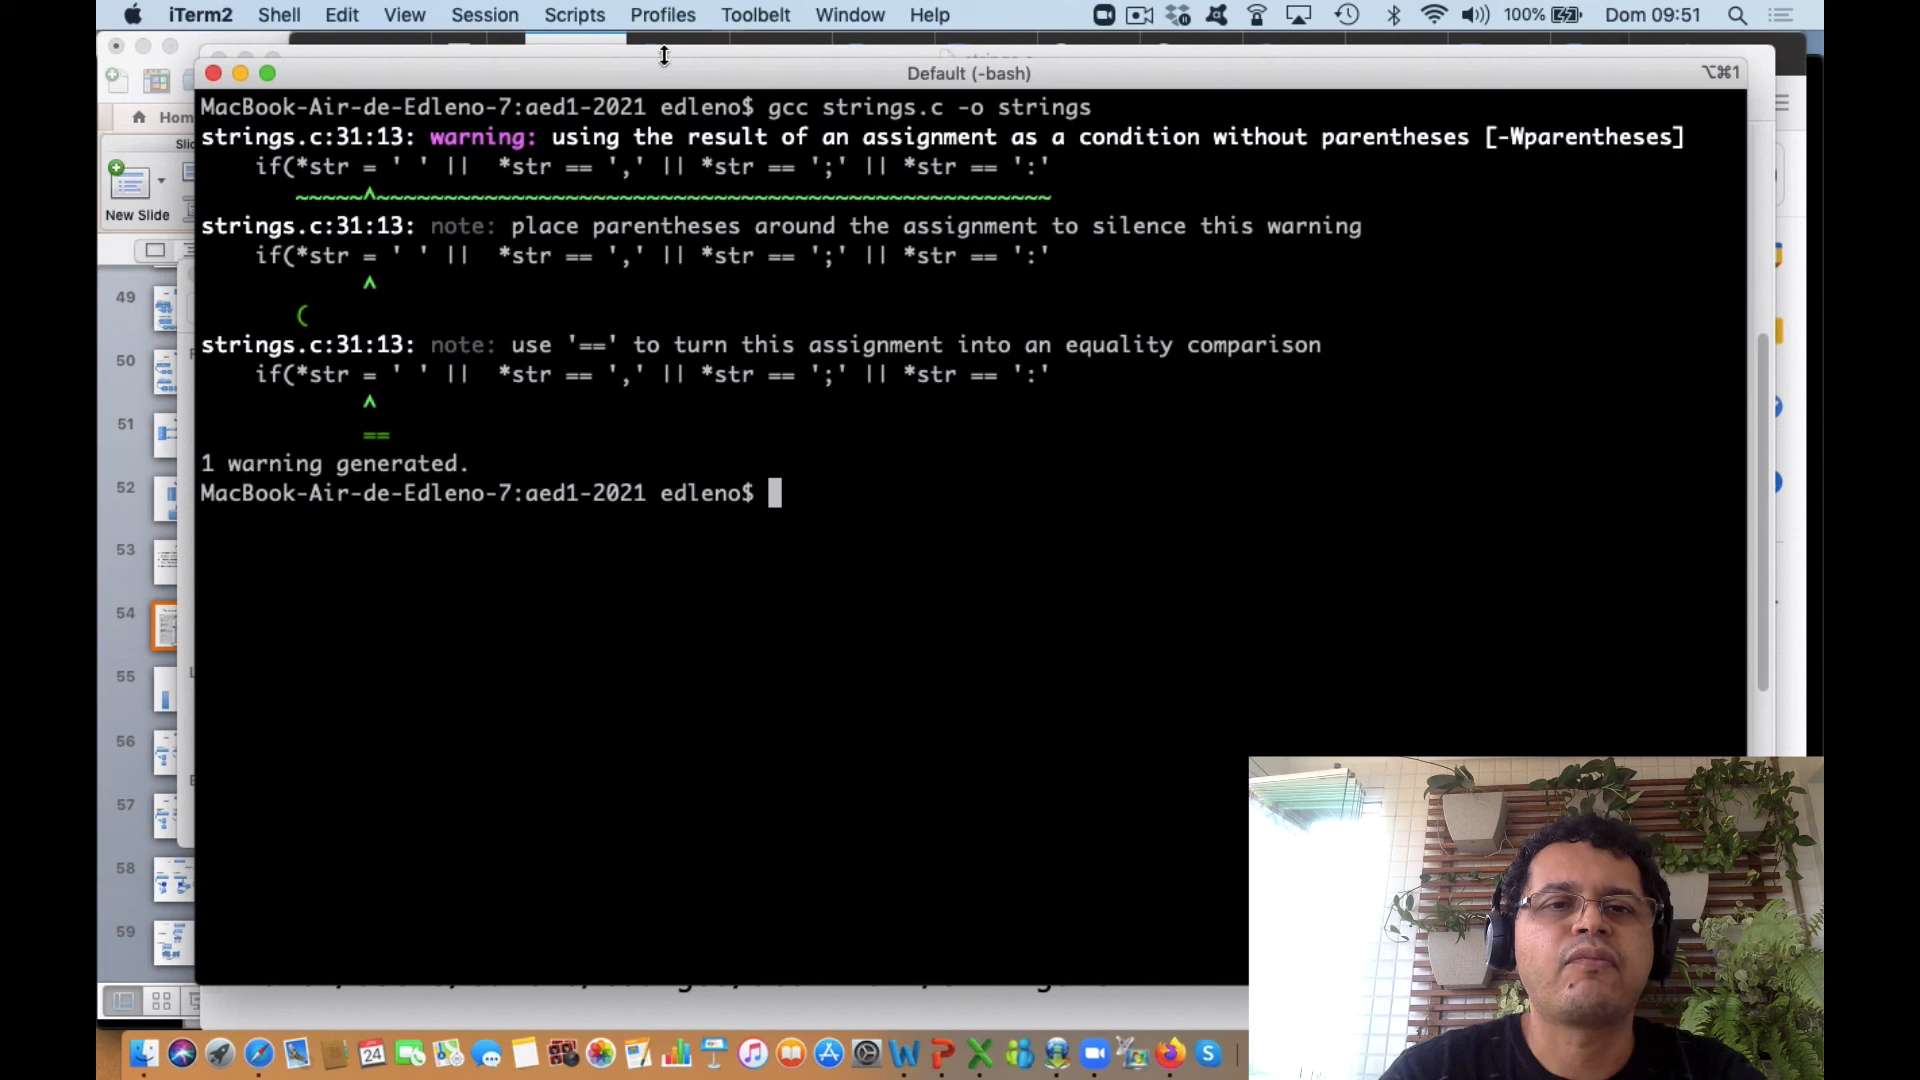 iTerm2 Shell Edit View Session Scripts Profiles Toolbelt Window Help 100% Dom 09:51
Default (-bash) ⌥⌘1
MacBook-Air-de-Edleno-7:aed1-2021 edleno$ gcc strings.c -o strings
strings.c:31:13: warning: using the result of an assignment as a condition without parentheses [-Wparentheses]
if(*str = ' ' || *str == ',' || *str == ';' || *str == ':'
~~~~~^~~~~~~~~~~~~~~~~~~~~~~~~~~~~~~~~~~~~~~~~~~~~~~~~~~
strings.c:31:13: note: place parentheses around the assignment to silence this warning
if(*str = ' ' || *str == ',' || *str == ';' || *str == ':'
^
(
strings.c:31:13: note: use '==' to turn this assignment into an equality comparison
if(*str = ' ' || *str == ',' || *str == ';' || *str == ':'
^
==
1 warning generated.
MacBook-Air-de-Edleno-7:aed1-2021 edleno$
Hom
New Slide
49
50
51
52
53
54
55
56
57
58
59
24